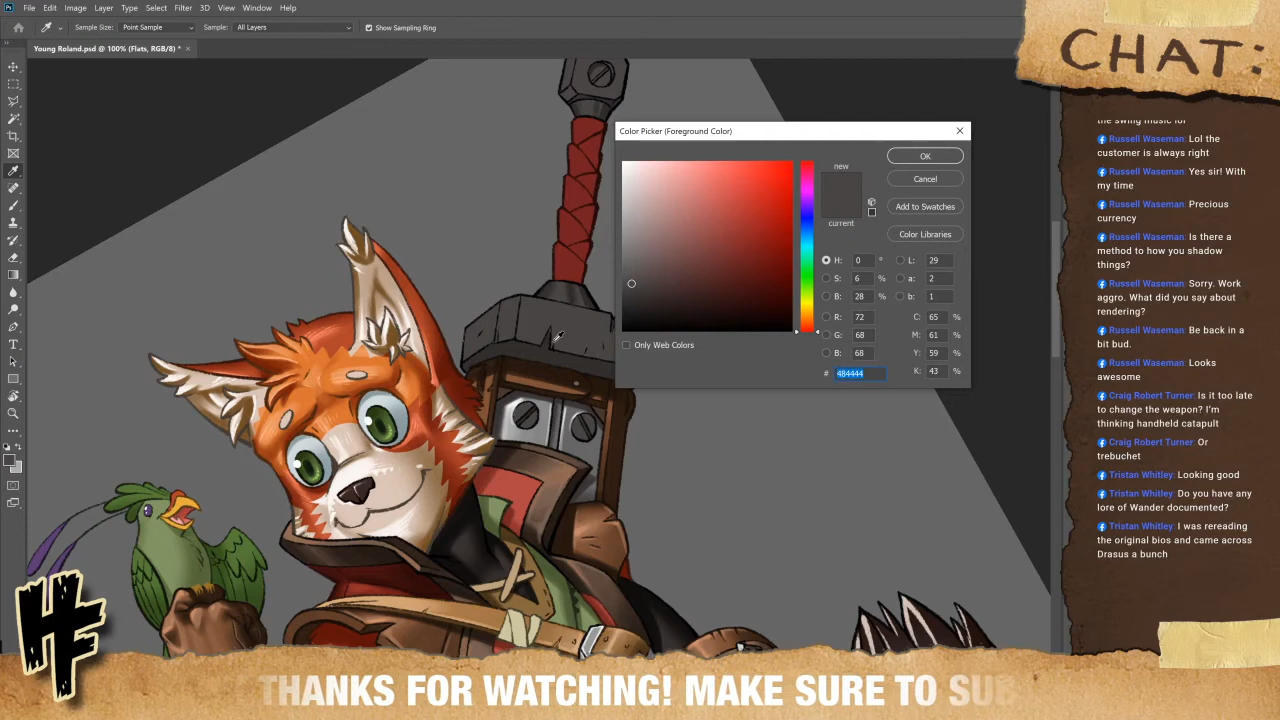 Ps File Edit Image Layer Type Select Filter 3D View Window Help
Sample Size: Point Sample Sample: All Layers Show Sampling Ring
Young Roland.psd @ 100% (Flats, RGB/8) *
CHAT:
the swing music lol
Russell Waseman: Lol the
customer is always right
Russell Waseman: Yes sir! With
my time
Russell Waseman: Precious
currency
Russell Waseman: Is there a
method to how you shadow
things?
Russell Waseman: Sorry. Work
aggro. What did you say about
rendering?
Russell Waseman: Be back in a
bit bud.
Russell Waseman: Looks
awesome
Craig Robert Turner: Is it too late
to change the weapon? I'm
thinking handheld catapult
Craig Robert Turner: Or
trebuchet
Tristan Whitley: Looking good
Tristan Whitley: Do you have any
lore of Wander documented?
Tristan Whitley: I was rereading
the original bios and came across
Drasus a bunch
Color Picker (Foreground Color)
new
current
OK
Cancel
Add to Swatches
Color Libraries
H: 0 ° L: 29
S: 6 % a: 2
B: 28 % b: 1
R: 72 C: 65 %
G: 68 M: 61 %
B: 68 Y: 59 %
# 484444 K: 43 %
Only Web Colors
HF
THANKS FOR WATCHING! MAKE SURE TO SUB